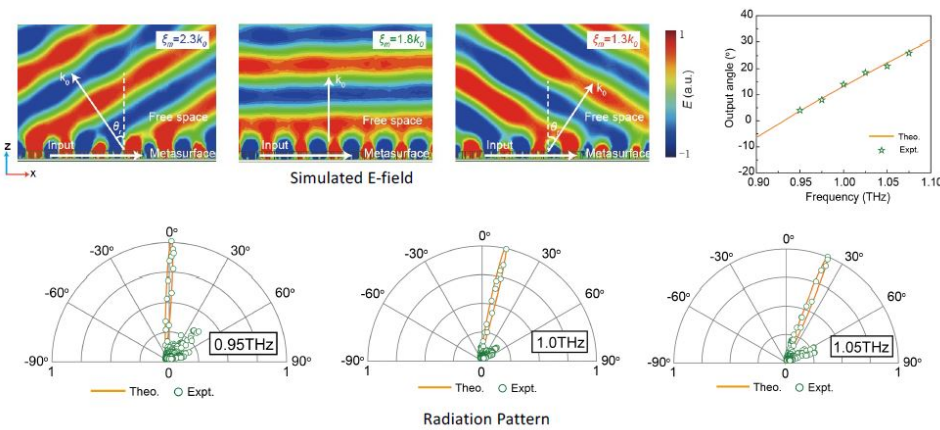 ξm=2.3k0
k0
θ
Free space
Input
Metasurface
z
x
ξm=1.8k0
k0
Free space
Input
Metasurface
ξm=1.3k0
k0
θ
Free space
Input
Metasurface
1
E (a.u.)
−1
Simulated E-field
Output angle (°)
40
30
20
10
0
-10
-20
0.90 0.95 1.00 1.05 1.10
Frequency (THz)
Theo.
Expt.
0°
-30° 30°
-60° 60°
-90° 90°
0.95THz
1 0 1
Theo. Expt.
0°
-30° 30°
-60° 60°
-90° 90°
1.0THz
1 0 1
Theo. Expt.
0°
-30° 30°
-60° 60°
-90° 90°
1.05THz
1 0 1
Theo. Expt.
Radiation Pattern